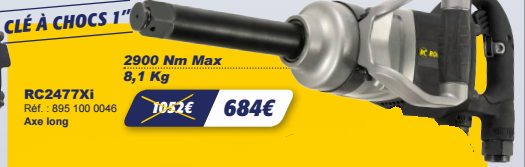 CLÉ À CHOCS 1"
2900 Nm Max
8,1 Kg
RC2477Xi
Réf. : 895 100 0046
Axe long
1052€ 684€